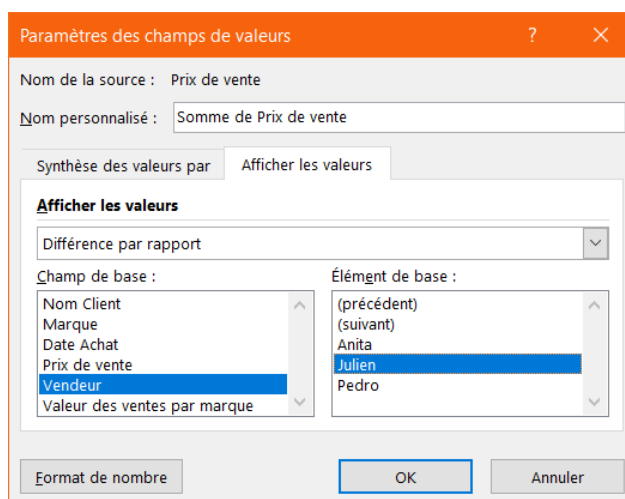 Paramètres des champs de valeurs ? ×
Nom de la source : Prix de vente
Nom personnalisé : Somme de Prix de vente
Synthèse des valeurs par Afficher les valeurs
Afficher les valeurs
Différence par rapport
Champ de base : Élément de base :
Nom Client (précédent)
Marque (suivant)
Date Achat Anita
Prix de vente Julien
Vendeur Pedro
Valeur des ventes par marque
Format de nombre OK Annuler